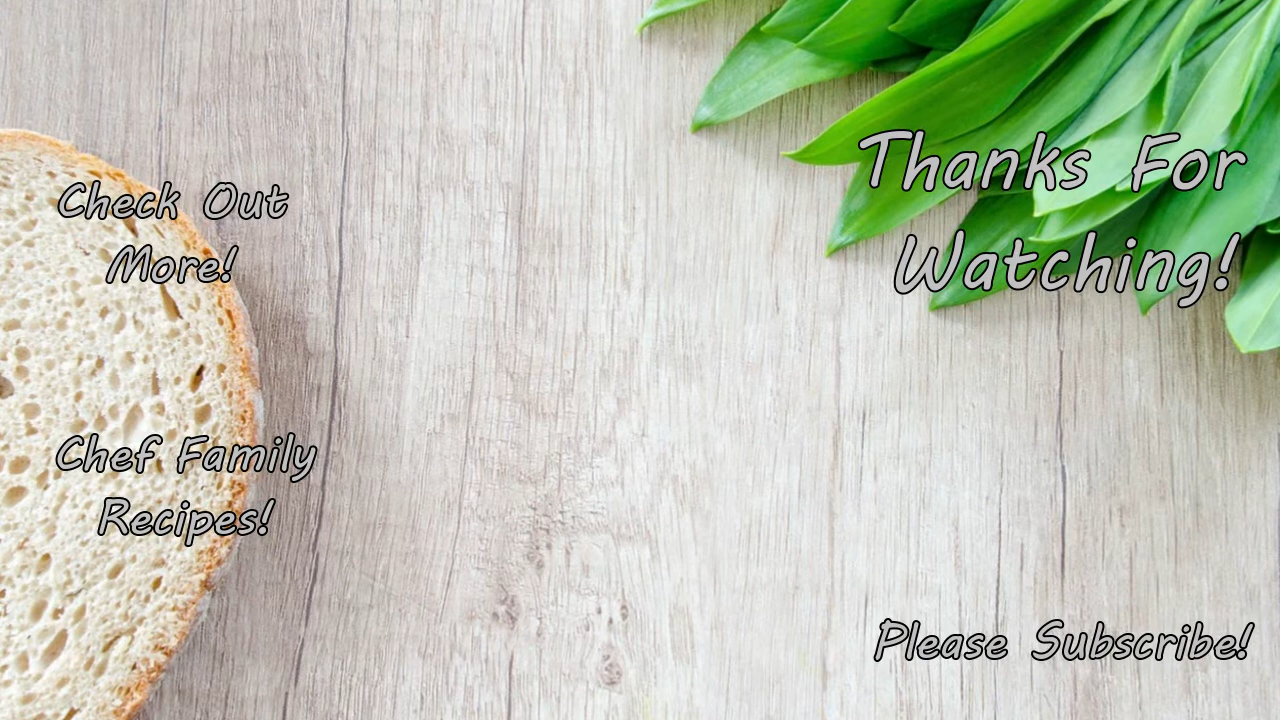 Check Out
More!
Thanks For
Watching!
Chef Family
Recipes!
Please Subscribe!